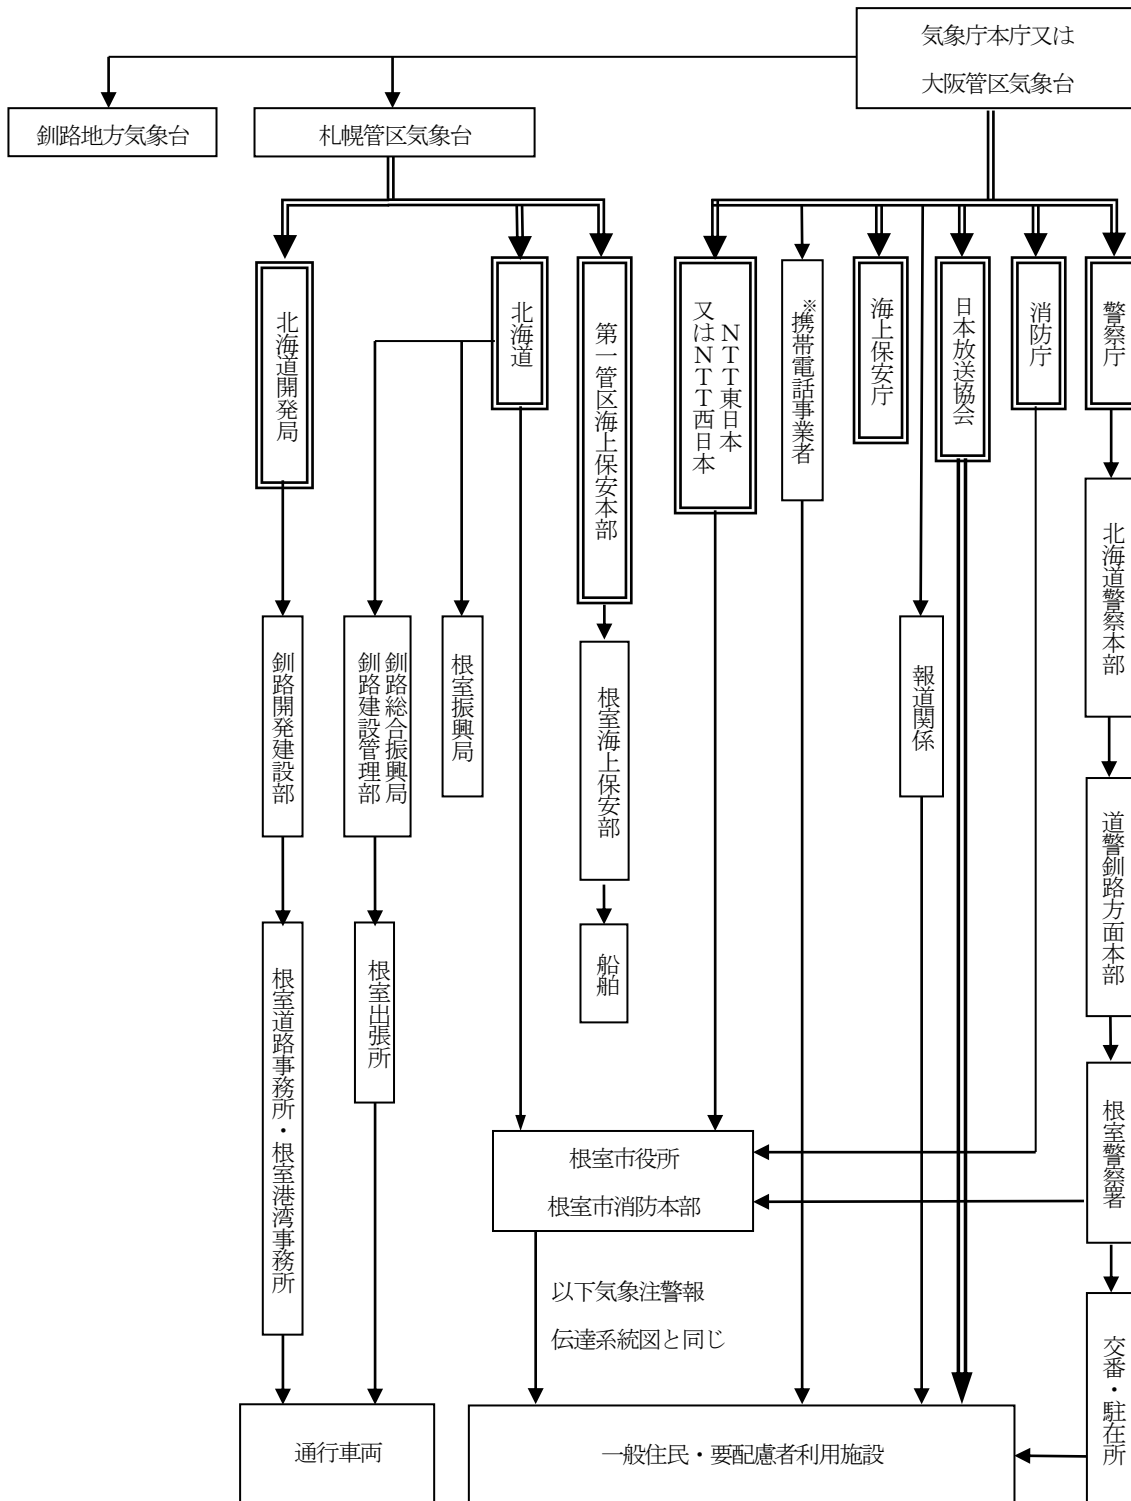 気象庁本庁又は
大阪管区気象台
釧路地方気象台
札幌管区気象台
北海道開発局
北海道
第一管区海上保安本部
ＮＴＴ東日本
又はＮＴＴ西日本
※携帯電話事業者
海上保安庁
日本放送協会
消防庁
警察庁
北海道警察本部
釧路開発建設部
釧路総合振興局
釧路建設管理部
根室振興局
根室海上保安部
報道関係
道警釧路方面本部
根室道路事務所・根室港湾事務所
根室出張所
船舶
根室警察署
根室市役所
根室市消防本部
以下気象注警報
伝達系統図と同じ
交番・駐在所
通行車両
一般住民・要配慮者利用施設